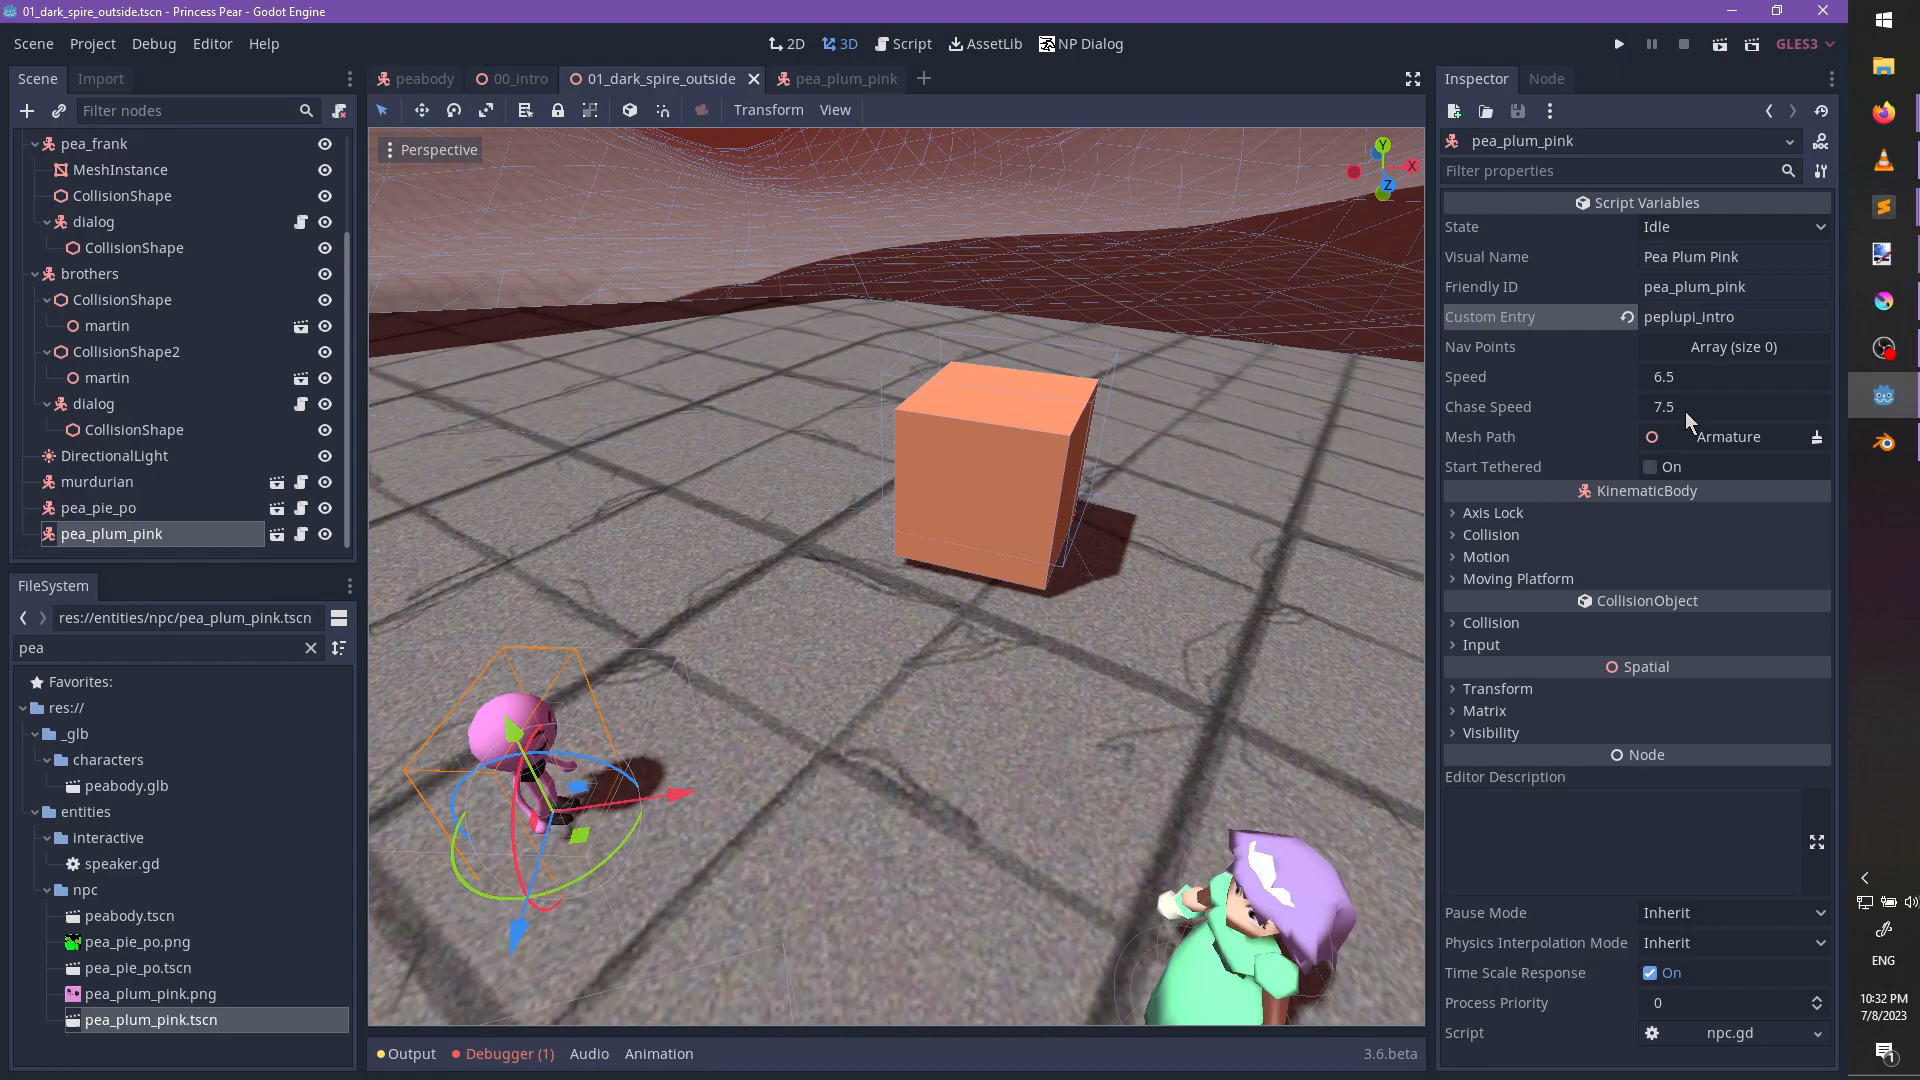 01_dark_spire_outside.tscn - Princess Pear - Godot Engine
Scene Project Debug Editor Help
2D 3D Script AssetLib NP Dialog
GLES3
Scene Import
Filter nodes
pea_frank
MeshInstance
CollisionShape
dialog
CollisionShape
brothers
CollisionShape
martin
CollisionShape2
martin
dialog
CollisionShape
DirectionalLight
murdurian
pea_pie_po
pea_plum_pink
FileSystem
res://entities/npc/pea_plum_pink.tscn
pea
Favorites:
res://
_glb
characters
peabody.glb
entities
interactive
speaker.gd
npc
peabody.tscn
pea_pie_po.png
pea_pie_po.tscn
pea_plum_pink.png
pea_plum_pink.tscn
peabody 00_intro 01_dark_spire_outside pea_plum_pink
Transform View
Perspective
Y
X
Z
Output Debugger (1) Audio Animation 3.6.beta
Inspector Node
pea_plum_pink
Filter properties
Script Variables
State Idle
Visual Name Pea Plum Pink
Friendly ID pea_plum_pink
Custom Entry peplupi_intro
Nav Points Array (size 0)
Speed 6.5
Chase Speed 7.5
Mesh Path Armature
Start Tethered On
KinematicBody
Axis Lock
Collision
Motion
Moving Platform
CollisionObject
Collision
Input
Spatial
Transform
Matrix
Visibility
Node
Editor Description
Pause Mode Inherit
Physics Interpolation Mode Inherit
Time Scale Response On
Process Priority 0
Script npc.gd
ENG
10:32 PM
7/8/2023
1